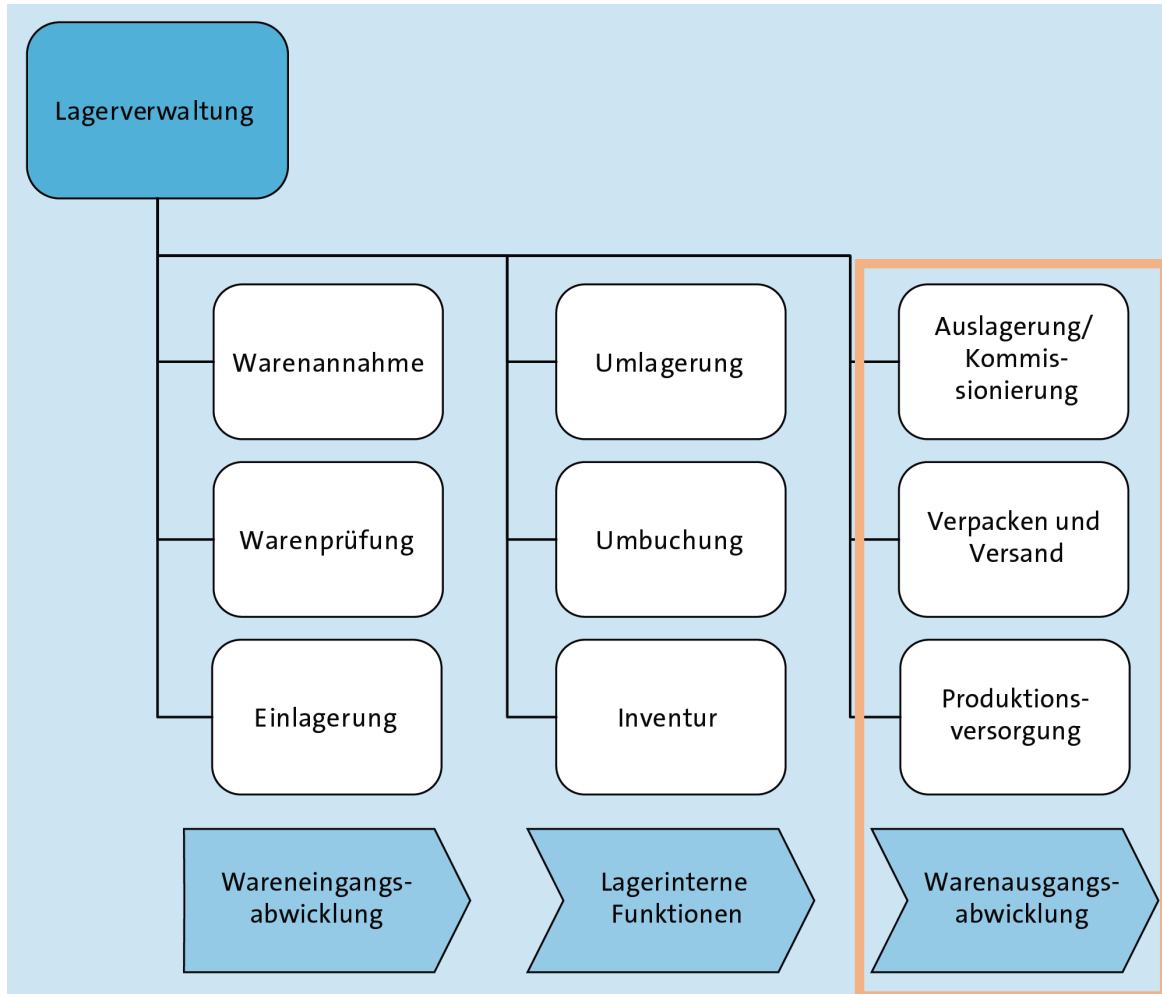 Lagerverwaltung
Warenannahme
Umlagerung
Auslagerung/
Kommis-
sionierung
Warenprüfung
Umbuchung
Verpacken und
Versand
Einlagerung
Inventur
Produktions-
versorgung
Wareneingangs-
abwicklung
Lagerinterne
Funktionen
Warenausgangs-
abwicklung